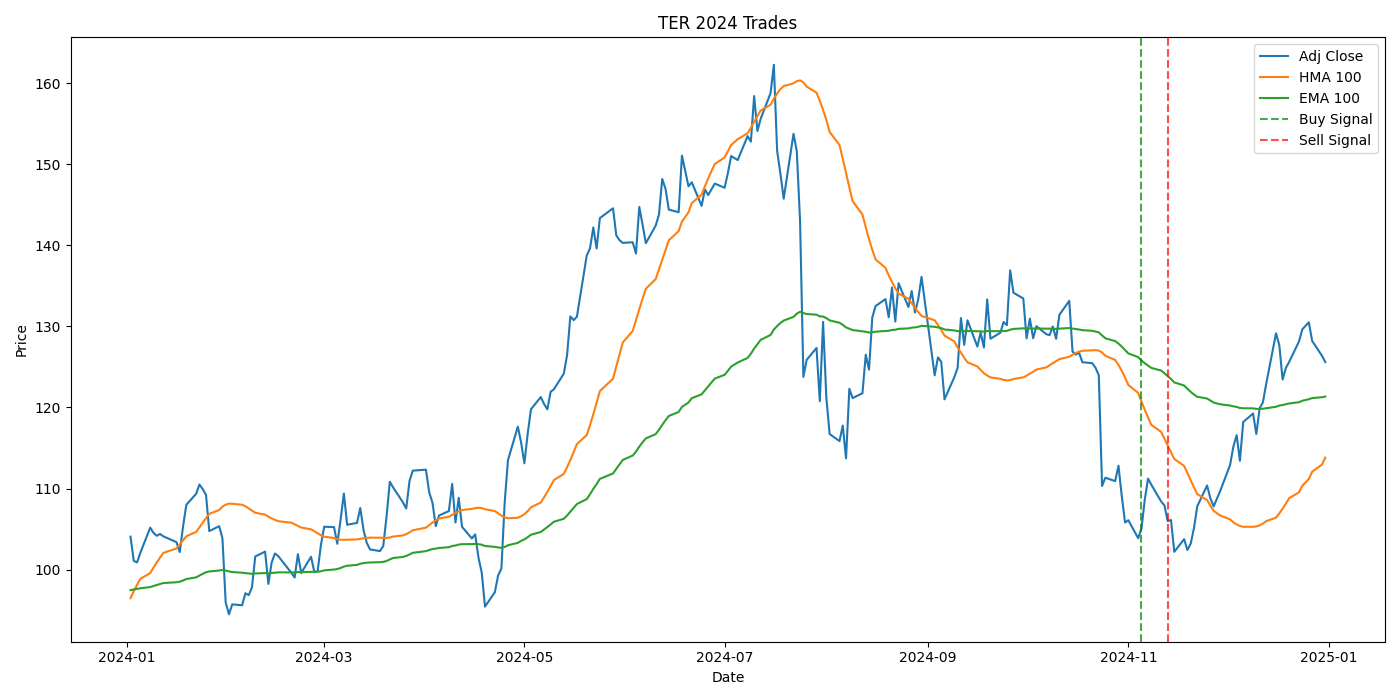 TER 2024 Trades
Price
160
150
140
130
120
110
100
Adj Close
HMA 100
EMA 100
Buy Signal
Sell Signal
2024-01 2024-03 2024-05 2024-07 2024-09 2024-11 2025-01
Date